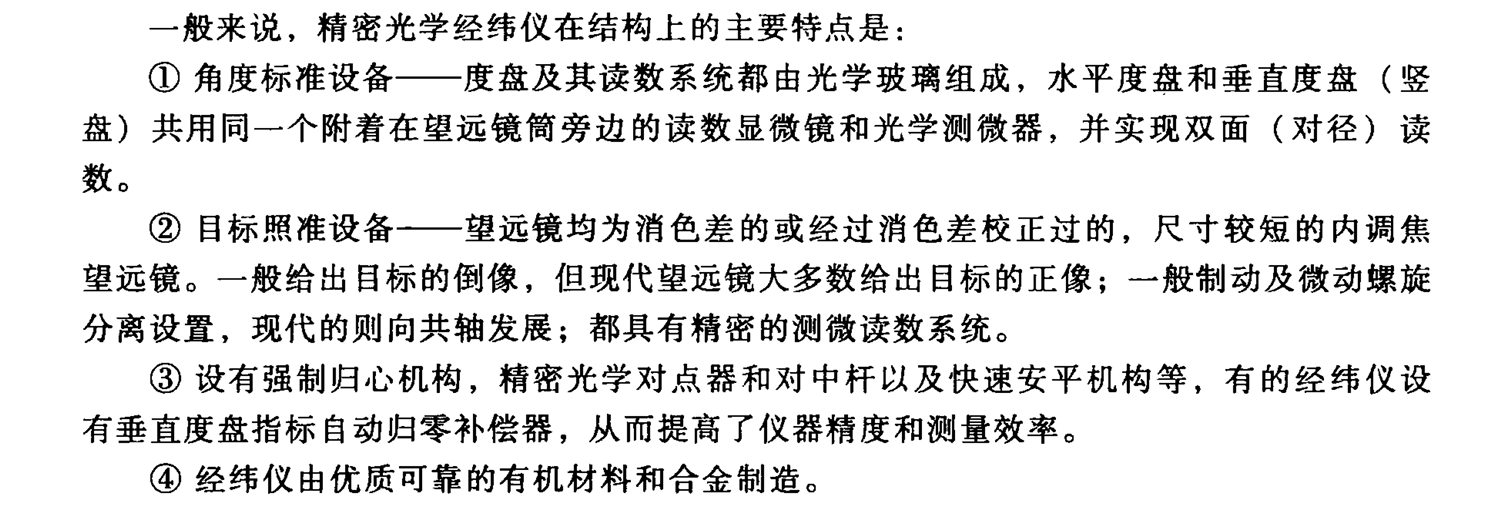 一般来说，精密光学经纬仪在结构上的主要特点是：
① 角度标准设备——度盘及其读数系统都由光学玻璃组成，水平度盘和垂直度盘（竖
盘）共用同一个附着在望远镜筒旁边的读数显微镜和光学测微器，并实现双面（对径）读
数。
② 目标照准设备——望远镜均为消色差的或经过消色差校正过的，尺寸较短的内调焦
望远镜。一般给出目标的倒像，但现代望远镜大多数给出目标的正像；一般制动及微动螺旋
分离设置，现代的则向共轴发展；都具有精密的测微读数系统。
③ 设有强制归心机构，精密光学对点器和对中杆以及快速安平机构等，有的经纬仪设
有垂直度盘指标自动归零补偿器，从而提高了仪器精度和测量效率。
④ 经纬仪由优质可靠的有机材料和合金制造。